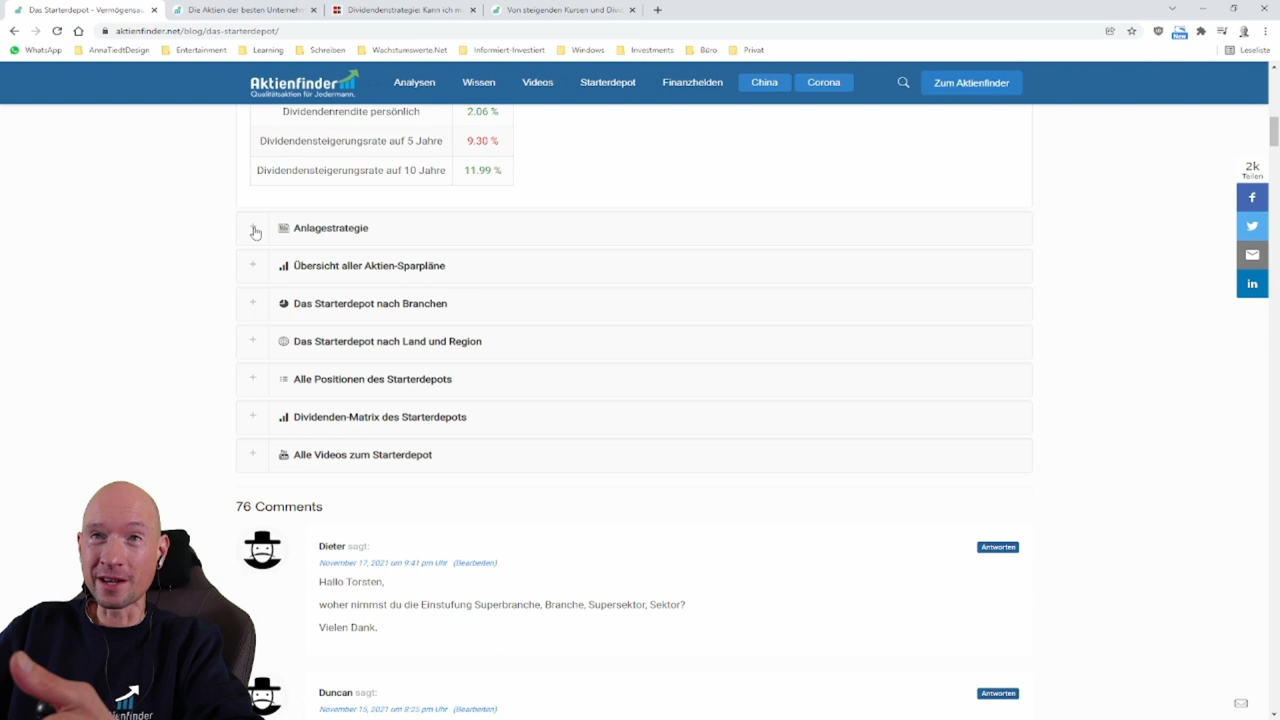 Das Starterdepot - Vermögensau
Die Aktien der besten Unternehm
Dividendenstrategie: Kann ich m
Von steigenden Kursen und Divid
aktienfinder.net/blog/das-starterdepot/
New
WhatsApp
AnnaTiedtDesign
Entertainment
Learning
Schreiben
Wachstumswerte.Net
Informiert-Investiert
Windows
Investments
Büro
Privat
Leseliste
Aktienfinder
Qualitätsaktien für Jedermann.
Analysen
Wissen
Videos
Starterdepot
Finanzhelden
China
Corona
Zum Aktienfinder
Dividendenrendite persönlich 2.06 %
Dividendensteigerungsrate auf 5 Jahre 9.30 %
Dividendensteigerungsrate auf 10 Jahre 11.99 %
2k
Teilen
Anlagestrategie
+ Übersicht aller Aktien-Sparpläne
+ Das Starterdepot nach Branchen
+ Das Starterdepot nach Land und Region
+ Alle Positionen des Starterdepots
+ Dividenden-Matrix des Starterdepots
+ Alle Videos zum Starterdepot
76 Comments
Dieter sagt:
Antworten
November 17, 2021 um 9:41 pm Uhr (Bearbeiten)
Hallo Torsten,
woher nimmst du die Einstufung Superbranche, Branche, Supersektor, Sektor?
Vielen Dank.
Duncan sagt:
Antworten
November 15, 2021 um 8:25 pm Uhr (Bearbeiten)
Aktienfinder